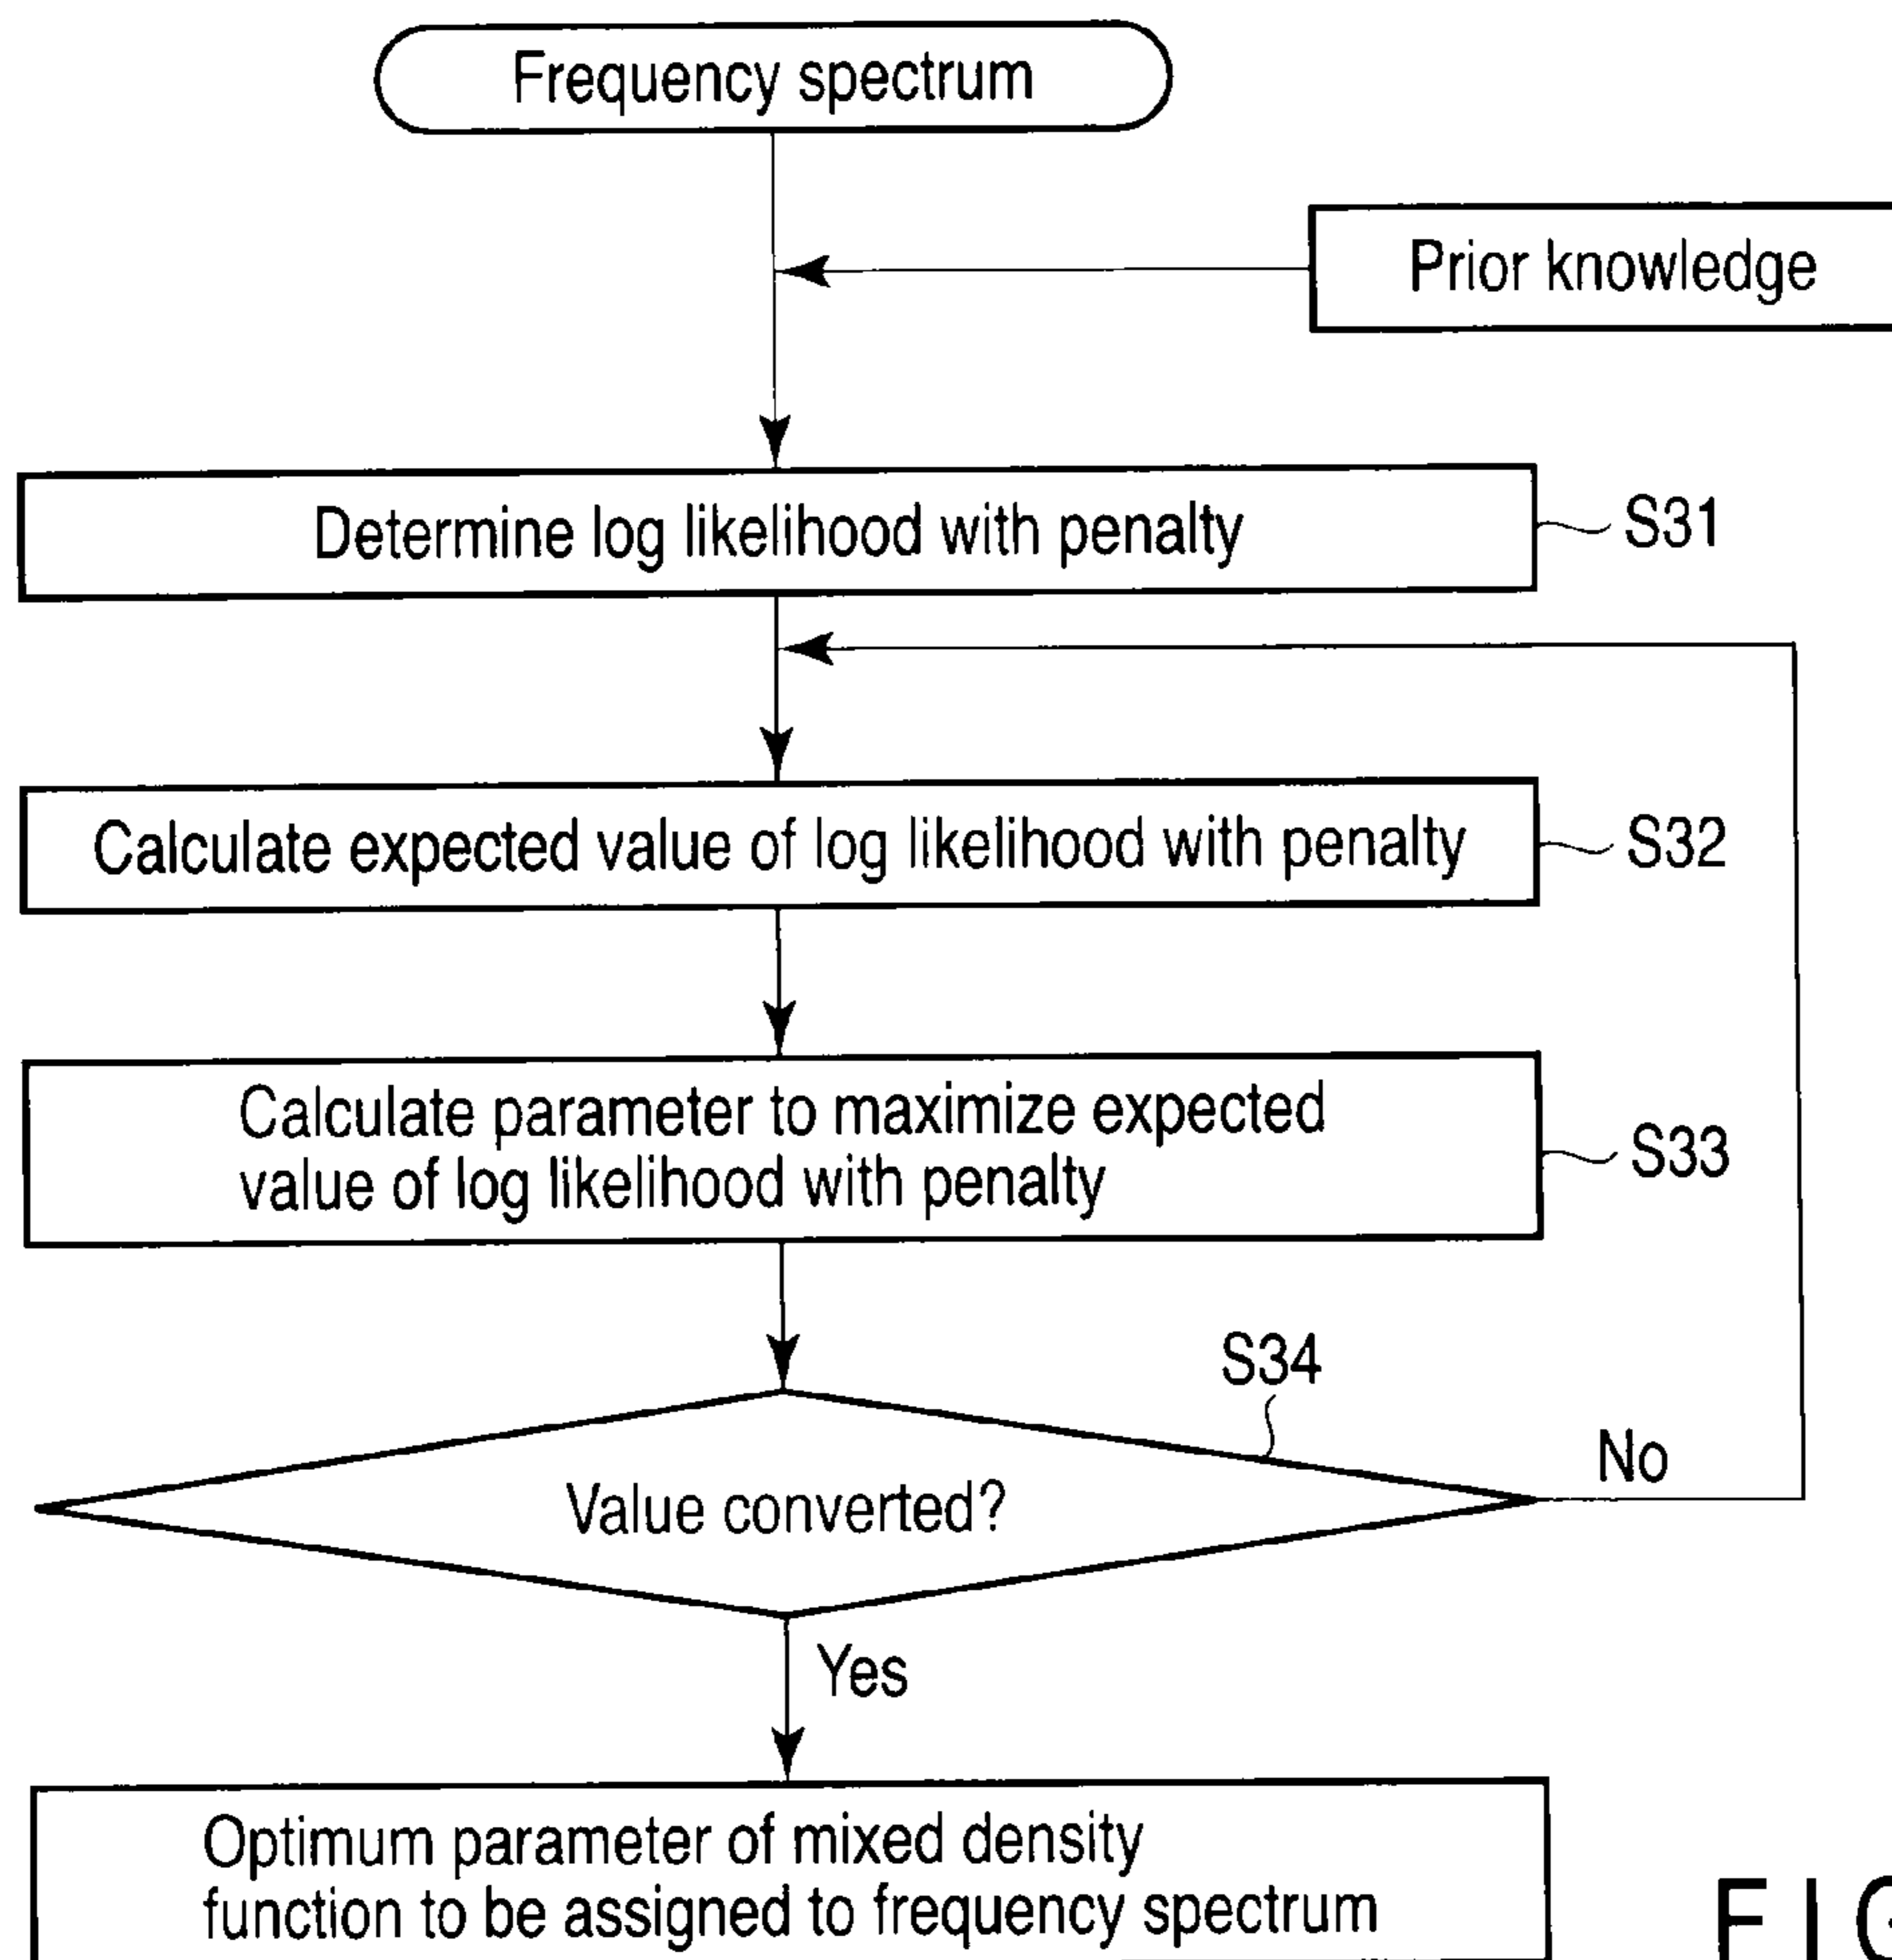 Frequency spectrum
Prior knowledge
Determine log likelihood with penalty
S31
Calculate expected value of log likelihood with penalty
S32
Calculate parameter to maximize expected
value of log likelihood with penalty
S33
S34
Value converted?
No
Yes
Optimum parameter of mixed density
function to be assigned to frequency spectrum